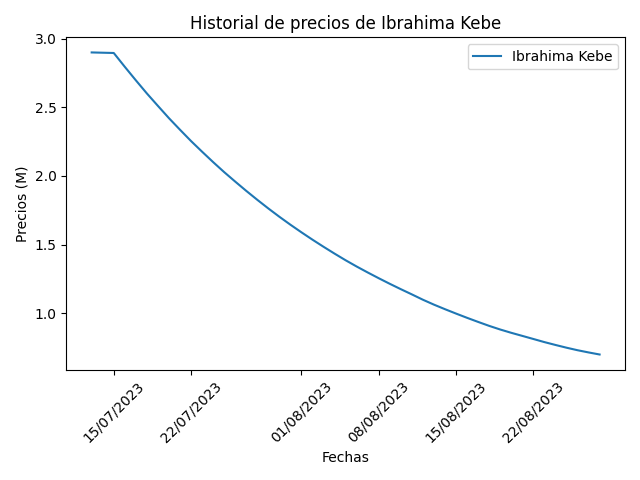 Historial de precios de Ibrahima Kebe
Ibrahima Kebe
3.0
2.5
2.0
1.5
1.0
Precios (M)
15/07/2023
22/07/2023
01/08/2023
08/08/2023
15/08/2023
22/08/2023
Fechas